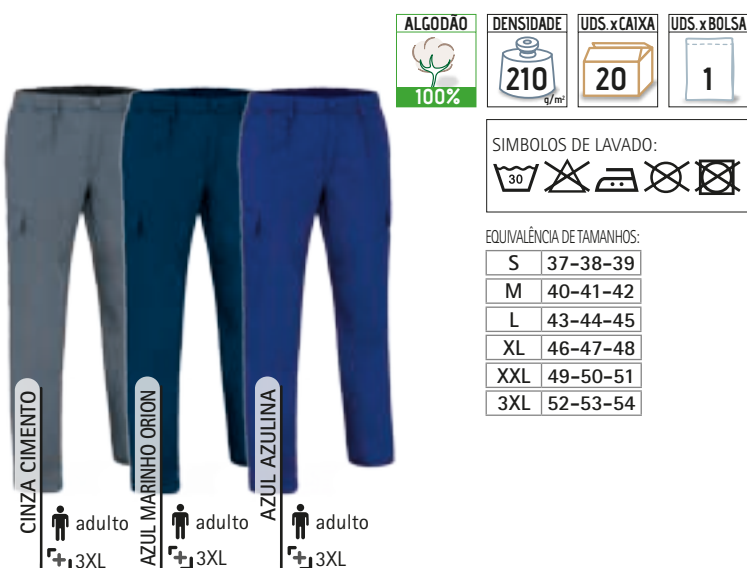 ALGODÃO
100%
DENSIDADE
210
g/m²
UDS. x CAIXA
20
UDS. x BOLSA
1
SIMBOLOS DE LAVADO:
30
EQUIVALÊNCIA DE TAMANHOS:
S 37-38-39
M 40-41-42
L 43-44-45
XL 46-47-48
XXL 49-50-51
3XL 52-53-54
CINZA CIMENTO
adulto
3XL
AZUL MARINHO ORION
adulto
3XL
AZUL AZULINA
adulto
3XL